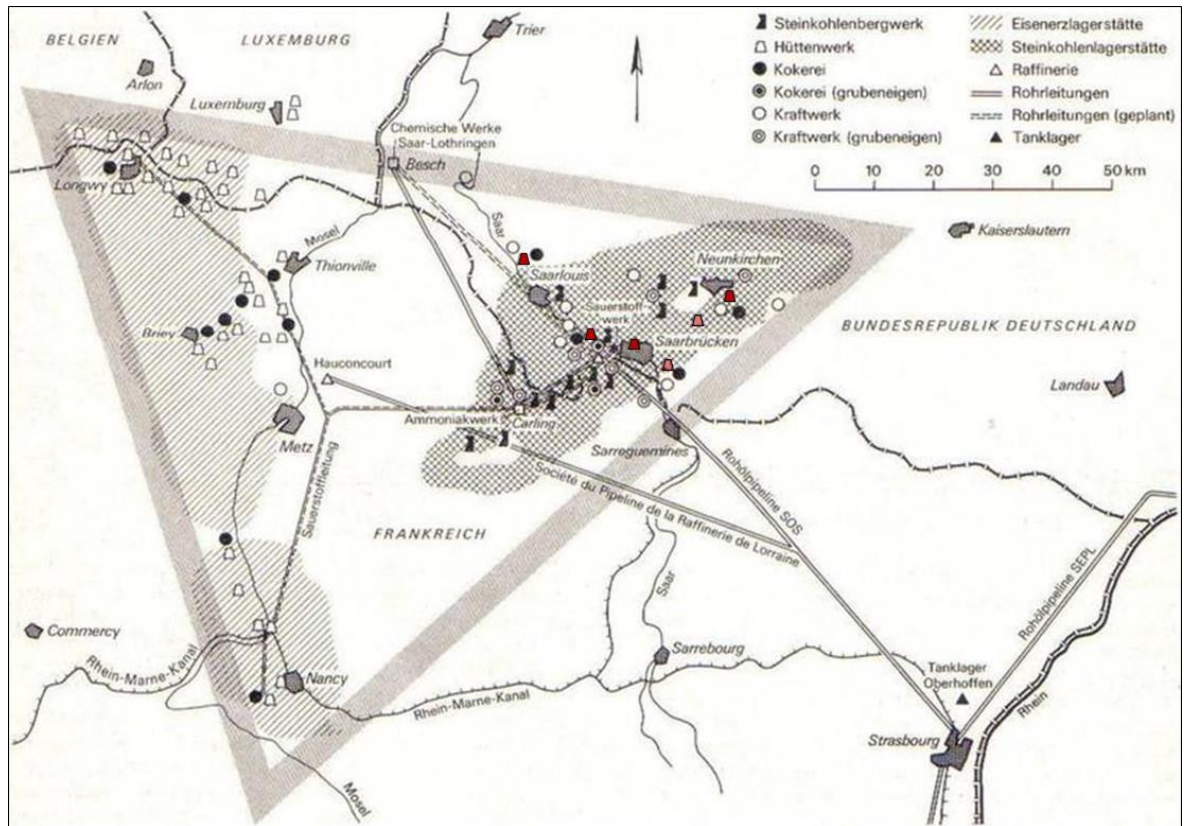 BELGIEN
LUXEMBURG
Trier
Arlon
Luxemburg
Chemische Werke
Saar-Lothringen
Besch
Longwy
Saar
Mosel
Thionville
Briey
Saarlouis
Neunkirchen
Kaiserslautern
Sauerstoff-
werk
Saarbrücken
BUNDESREPUBLIK DEUTSCHLAND
Landau
Hauconcourt
Ammoniakwerk
Carling
Metz
Sarreguemines
Sauerstoffleitung
Rohölpipeline SOS
Société du Pipeline de la Raffinerie de Lorraine
FRANKREICH
Saar
Rohölpipeline SEPL
Commercy
Rhein-Marne-Kanal
Nancy
Rhein-Marne-Kanal
Sarrebourg
Tanklager
Oberhoffen
Rhein
Strasbourg
Mosel
Steinkohlenbergwerk
Hüttenwerk
Kokerei
Kokerei (grubeneigen)
Kraftwerk
Kraftwerk (grubeneigen)
Eisenerzlagerstätte
Steinkohlenlagerstätte
Raffinerie
Rohrleitungen
Rohrleitungen (geplant)
Tanklager
0 10 20 30 40 50 km